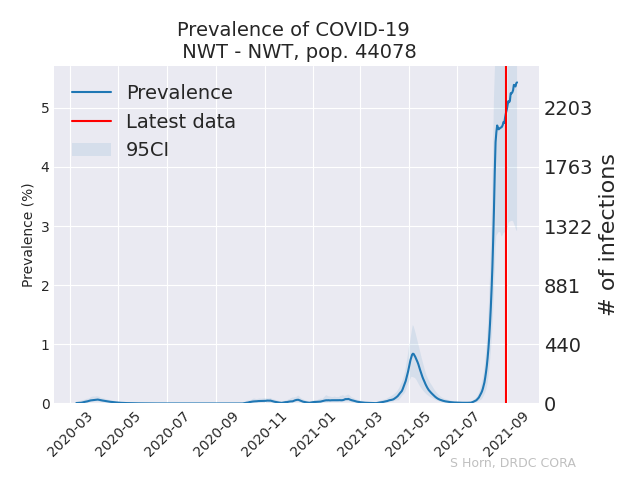 Prevalence of COVID-19
NWT - NWT, pop. 44078
Prevalence
Latest data
95CI
Prevalence (%)
5
4
3
2
1
0
2203
1763
1322
881
440
0
# of infections
2020-03
2020-05
2020-07
2020-09
2020-11
2021-01
2021-03
2021-05
2021-07
2021-09
S Horn, DRDC CORA